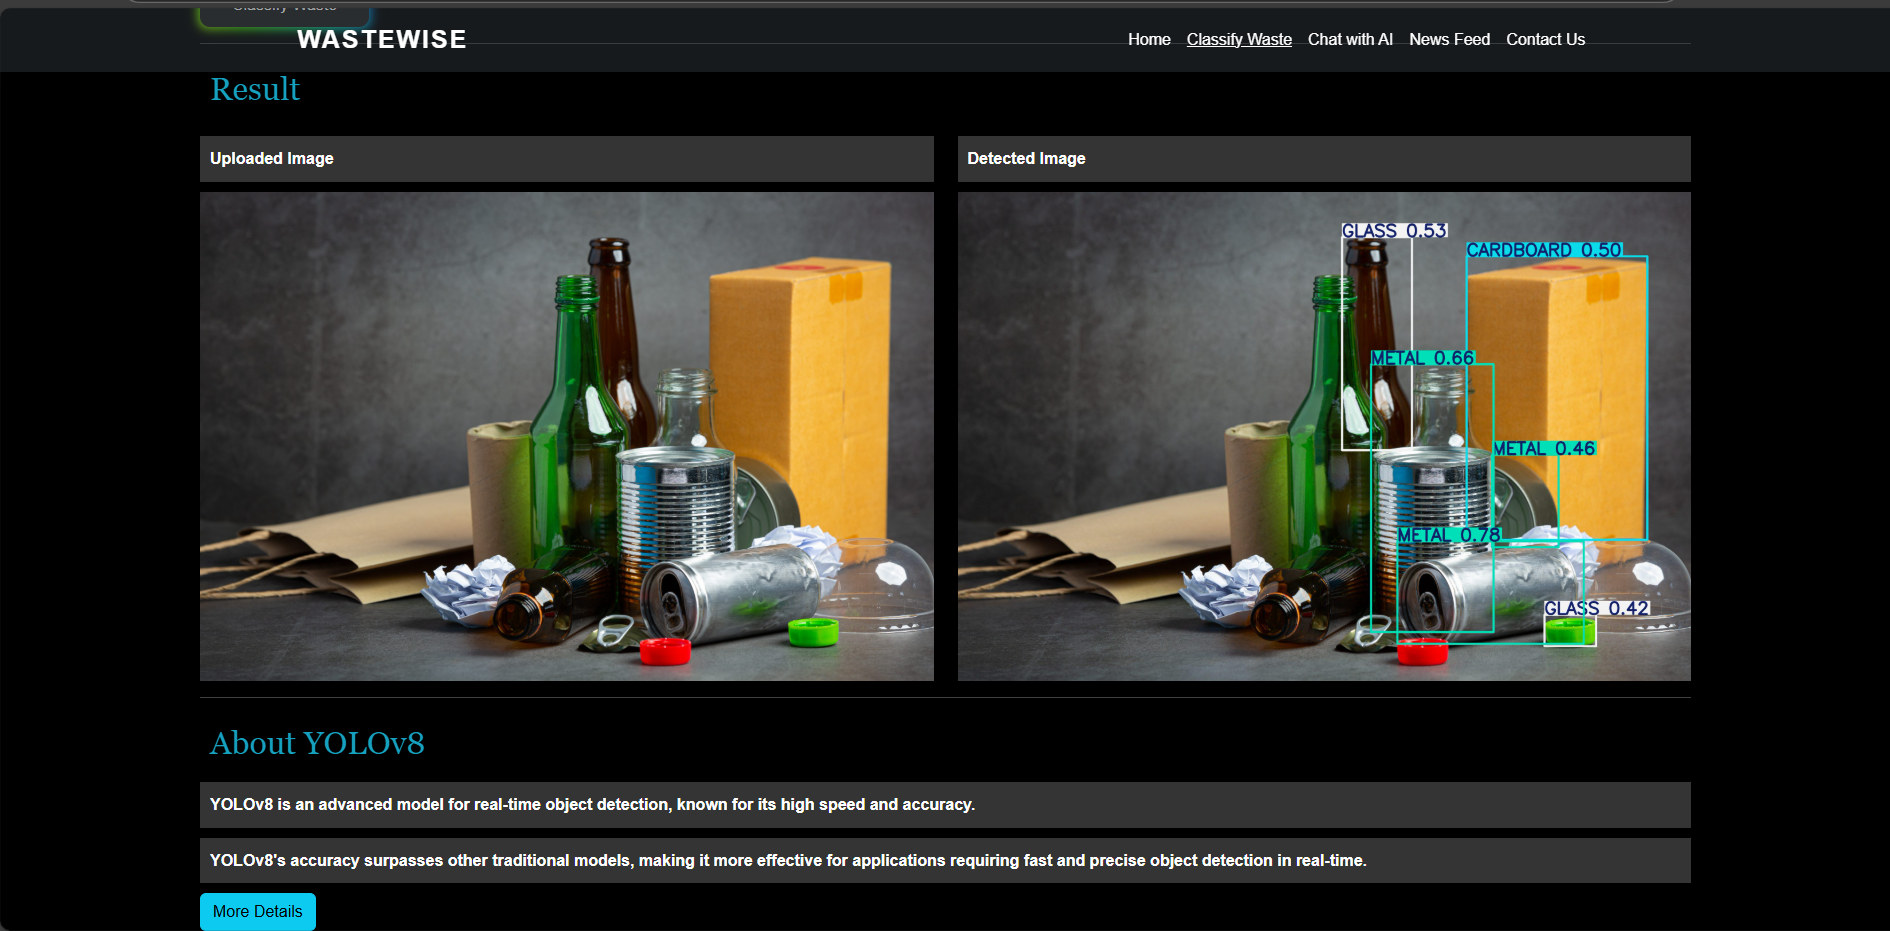 Classify Waste
WASTEWISE
Home Classify Waste Chat with AI News Feed Contact Us
Result
Uploaded Image
Detected Image
GLASS 0.53
CARDBOARD 0.50
METAL 0.66
METAL 0.46
METAL 0.78
GLASS 0.42
About YOLOv8
YOLOv8 is an advanced model for real-time object detection, known for its high speed and accuracy.
YOLOv8's accuracy surpasses other traditional models, making it more effective for applications requiring fast and precise object detection in real-time.
More Details